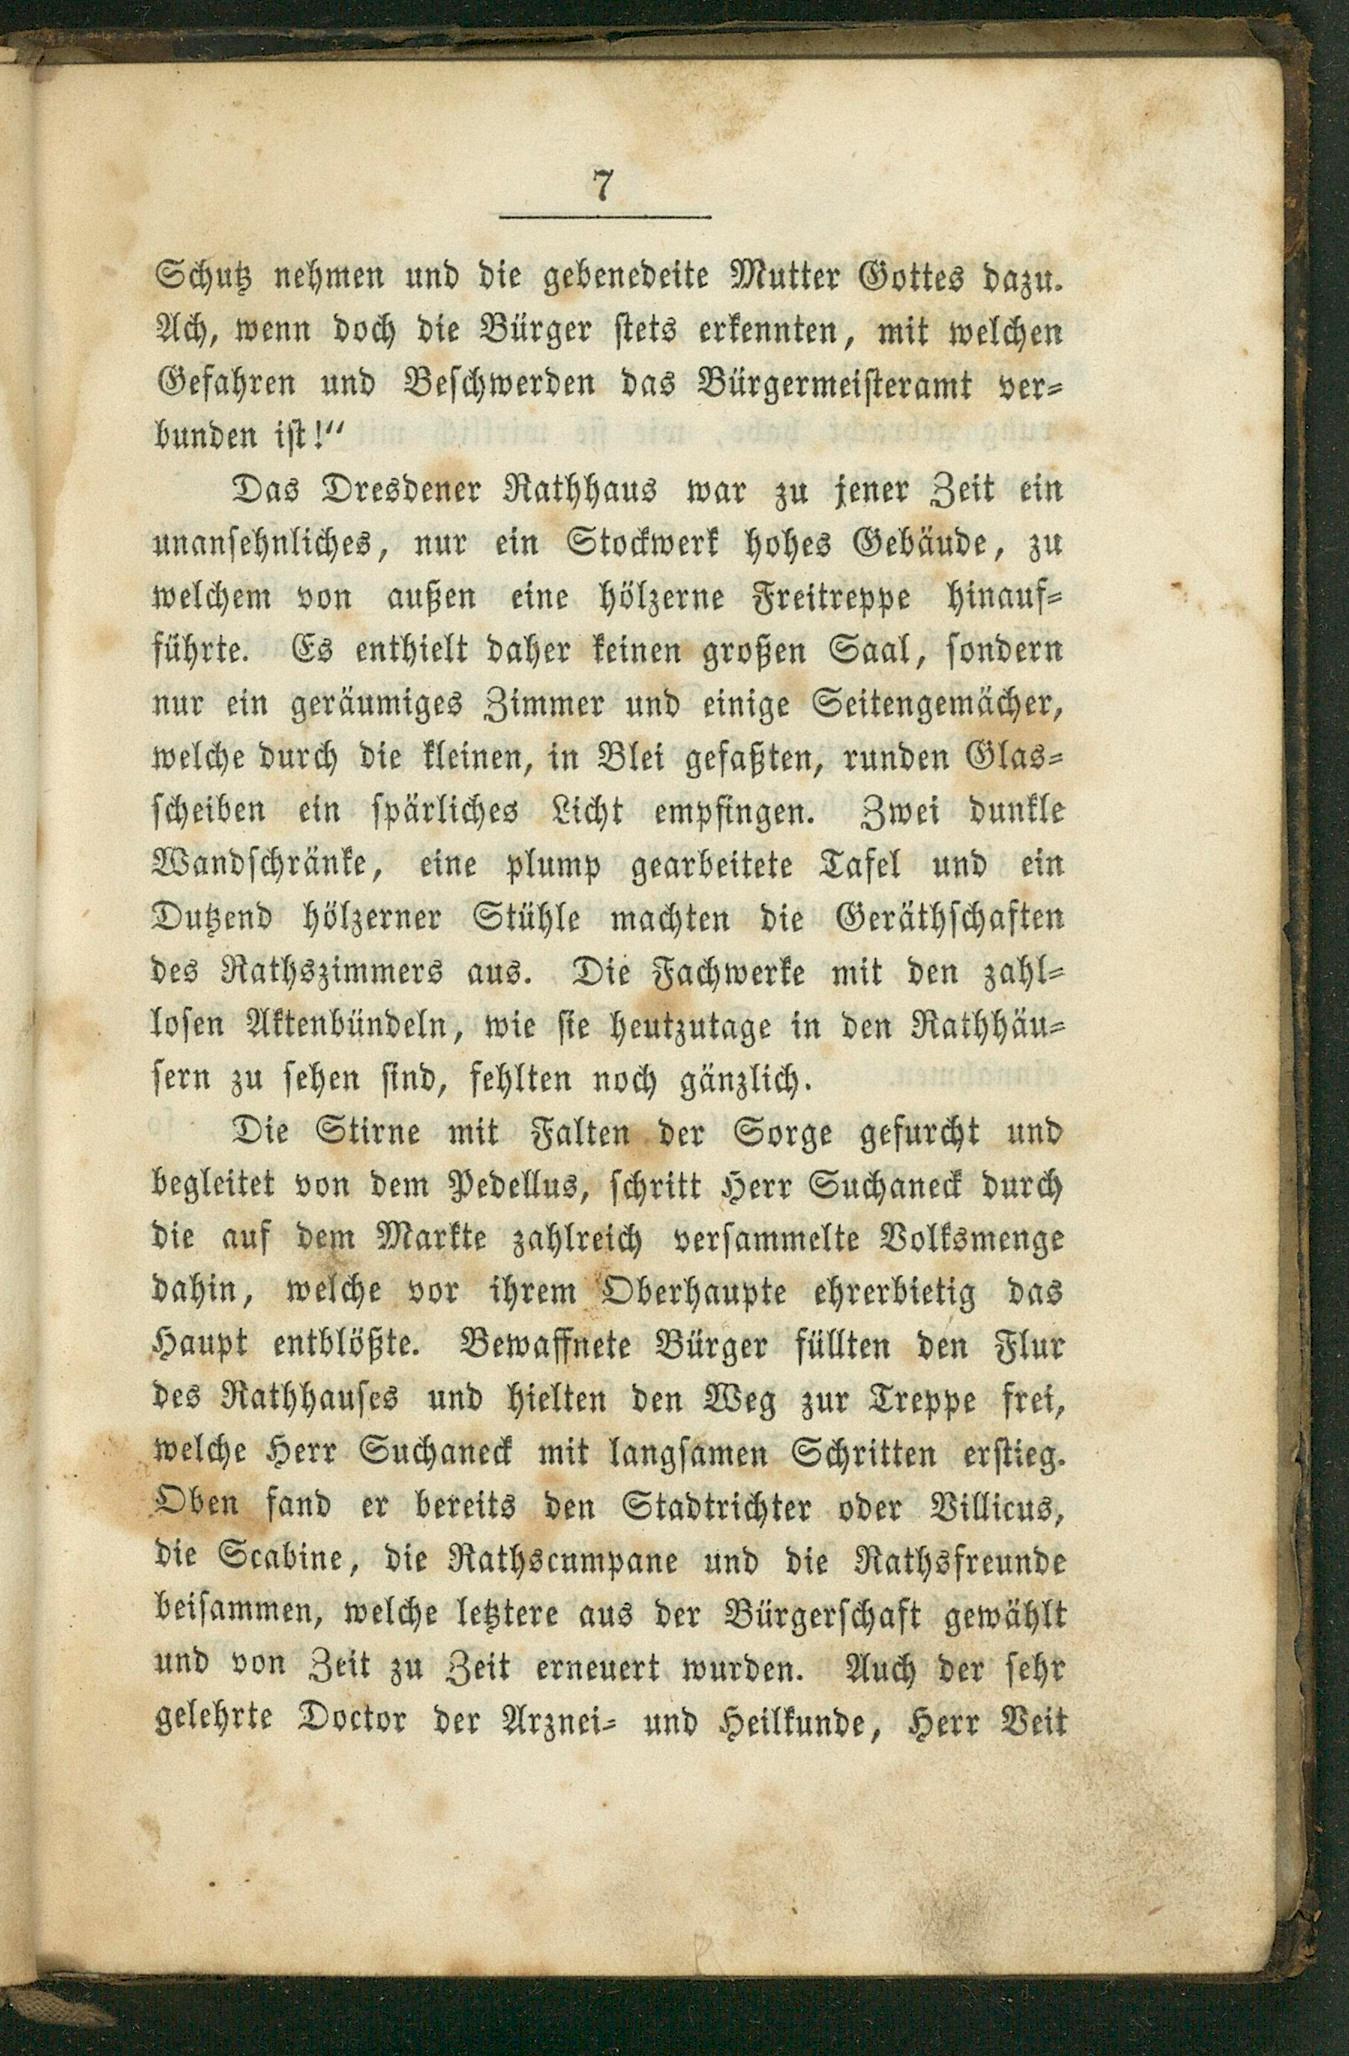 7
Schutz nehmen und die gebenedeite Mutter Gottes dazu.
Ach, wenn doch die Bürger stets erkennten, mit welchen
Gefahren und Beschwerden das Bürgermeisteramt ver-
bunden ist!“
Das Dresdener Rathhaus war zu jener Zeit ein
unansehnliches, nur ein Stockwerk hohes Gebäude, zu
welchem von außen eine hölzerne Freitreppe hinauf-
führte. Es enthielt daher keinen großen Saal, sondern
nur ein geräumiges Zimmer und einige Seitengemächer,
welche durch die kleinen, in Blei gefaßten, runden Glas-
scheiben ein spärliches Licht empfingen. Zwei dunkle
Wandschränke, eine plump gearbeitete Tafel und ein
Dutzend hölzerner Stühle machten die Geräthschaften
des Rathszimmers aus. Die Fachwerke mit den zahl-
losen Aktenbündeln, wie sie heutzutage in den Rathhäu-
sern zu sehen sind, fehlten noch gänzlich.
Die Stirne mit Falten der Sorge gefurcht und
begleitet von dem Pedellus, schritt Herr Suchaneck durch
die auf dem Markte zahlreich versammelte Volksmenge
dahin, welche vor ihrem Oberhaupte ehrerbietig das
Haupt entblößte. Bewaffnete Bürger füllten den Flur
des Rathhauses und hielten den Weg zur Treppe frei,
welche Herr Suchaneck mit langsamen Schritten erstieg.
Oben fand er bereits den Stadtrichter oder Villicus,
die Scabine, die Rathscumpane und die Rathsfreunde
beisammen, welche letztere aus der Bürgerschaft gewählt
und von Zeit zu Zeit erneuert wurden. Auch der sehr
gelehrte Doctor der Arznei- und Heilkunde, Herr Veit